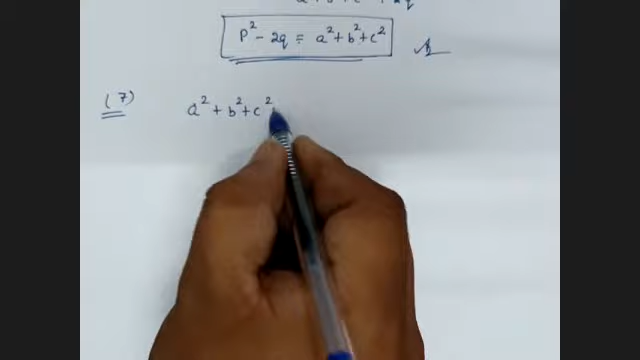 P² - 2q = a² + b² + c²
(7) a² + b² + c²